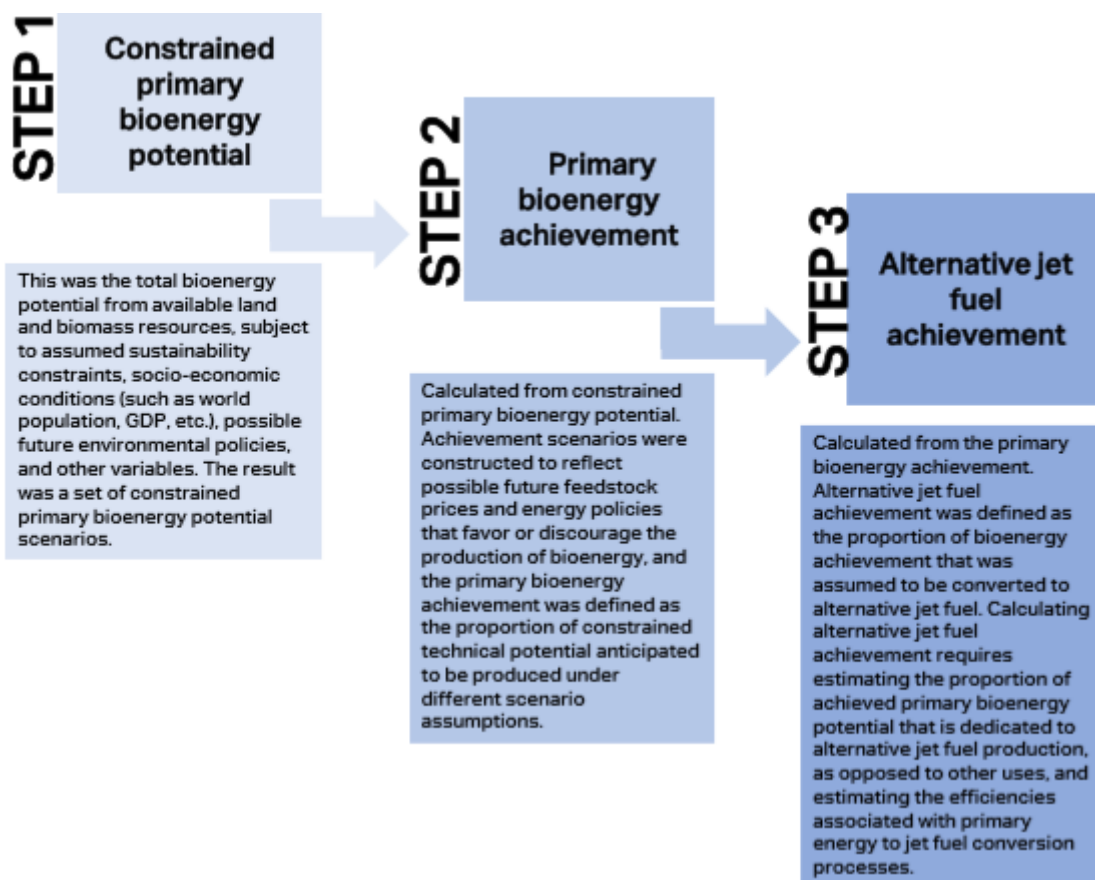 STEP 1
Constrained
primary
bioenergy
potential
This was the total bioenergy
potential from available land
and biomass resources, subject
to assumed sustainability
constraints, socio-economic
conditions (such as world
population, GDP, etc.), possible
future environmental policies,
and other variables. The result
was a set of constrained
primary bioenergy potential
scenarios.
STEP 2
Primary
bioenergy
achievement
Calculated from constrained
primary bioenergy potential.
Achievement scenarios were
constructed to reflect
possible future feedstock
prices and energy policies
that favor or discourage the
production of bioenergy, and
the primary bioenergy
achievement was defined as
the proportion of constrained
technical potential anticipated
to be produced under
different scenario
assumptions.
STEP 3
Alternative jet
fuel
achievement
Calculated from the primary
bioenergy achievement.
Alternative jet fuel
achievement was defined as
the proportion of bioenergy
achievement that was
assumed to be converted to
alternative jet fuel. Calculating
alternative jet fuel
achievement requires
estimating the proportion of
achieved primary bioenergy
potential that is dedicated to
alternative jet fuel production,
as opposed to other uses, and
estimating the efficiencies
associated with primary
energy to jet fuel conversion
processes.